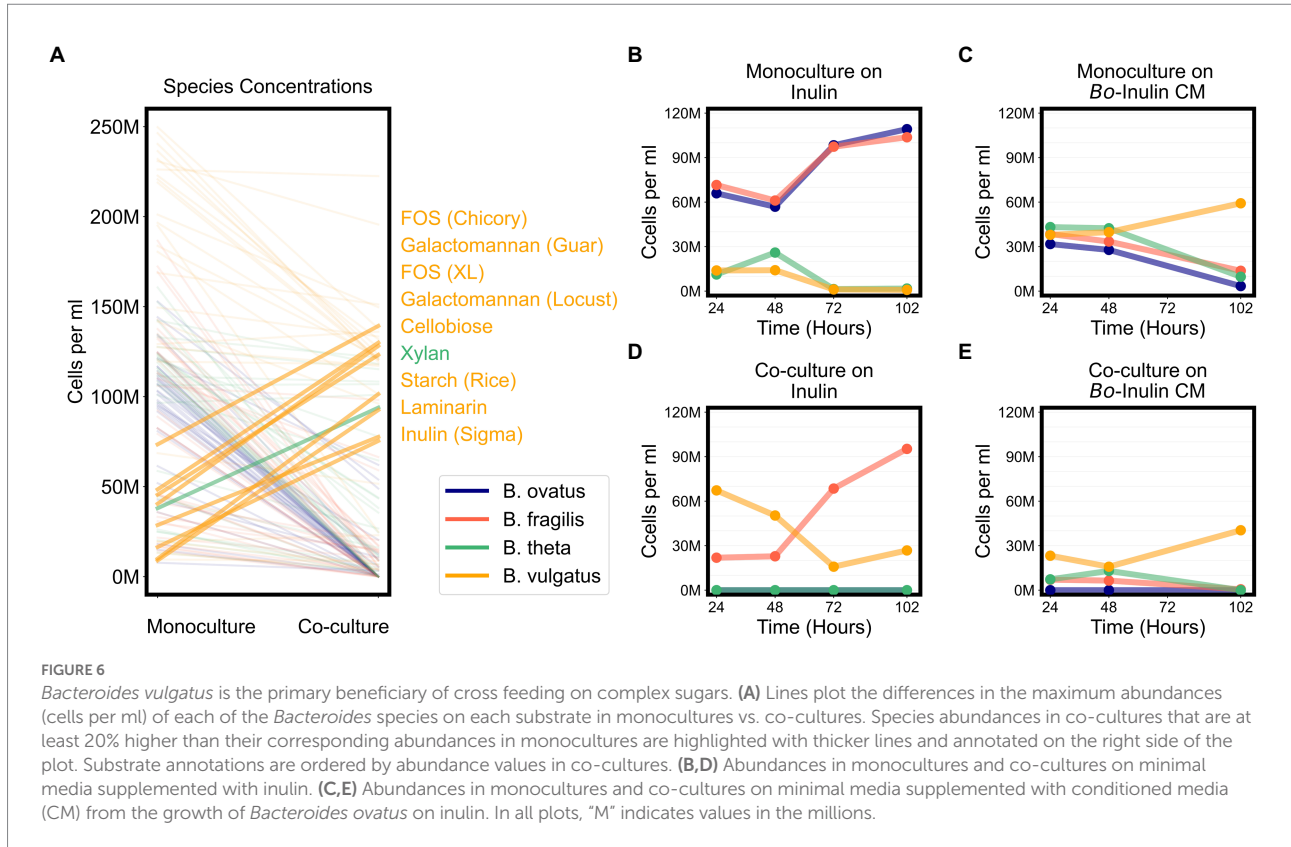 A
Species Concentrations
250M
200M
150M
100M
50M
0M
Cells per ml
Monoculture
Co-culture
FOS (Chicory)
Galactomannan (Guar)
FOS (XL)
Galactomannan (Locust)
Cellobiose
Xylan
Starch (Rice)
Laminarin
Inulin (Sigma)
B. ovatus
B. fragilis
B. theta
B. vulgatus
B
Monoculture on
Inulin
120M
90M
60M
30M
0M
Ccells per ml
24 48 72 102
Time (Hours)
C
Monoculture on
Bo-Inulin CM
120M
90M
60M
30M
0M
Ccells per ml
24 48 72 102
Time (Hours)
D
Co-culture on
Inulin
120M
90M
60M
30M
0M
Ccells per ml
24 48 72 102
Time (Hours)
E
Co-culture on
Bo-Inulin CM
120M
90M
60M
30M
0M
Ccells per ml
24 48 72 102
Time (Hours)
FIGURE 6
Bacteroides vulgatus is the primary beneficiary of cross feeding on complex sugars. (A) Lines plot the differences in the maximum abundances
(cells per ml) of each of the Bacteroides species on each substrate in monocultures vs. co-cultures. Species abundances in co-cultures that are at
least 20% higher than their corresponding abundances in monocultures are highlighted with thicker lines and annotated on the right side of the
plot. Substrate annotations are ordered by abundance values in co-cultures. (B,D) Abundances in monocultures and co-cultures on minimal
media supplemented with inulin. (C,E) Abundances in monocultures and co-cultures on minimal media supplemented with conditioned media
(CM) from the growth of Bacteroides ovatus on inulin. In all plots, “M” indicates values in the millions.